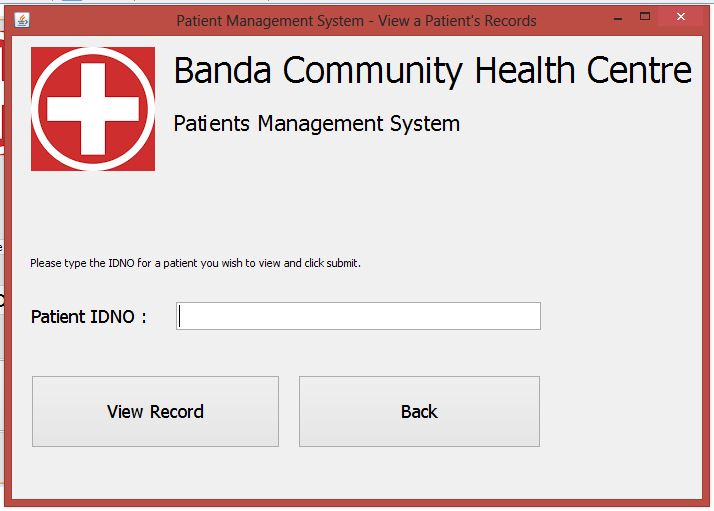 Patient Management System - View a Patient's Records
Banda Community Health Centre
Patients Management System
Please type the IDNO for a patient you wish to view and click submit.
Patient IDNO :
View Record
Back